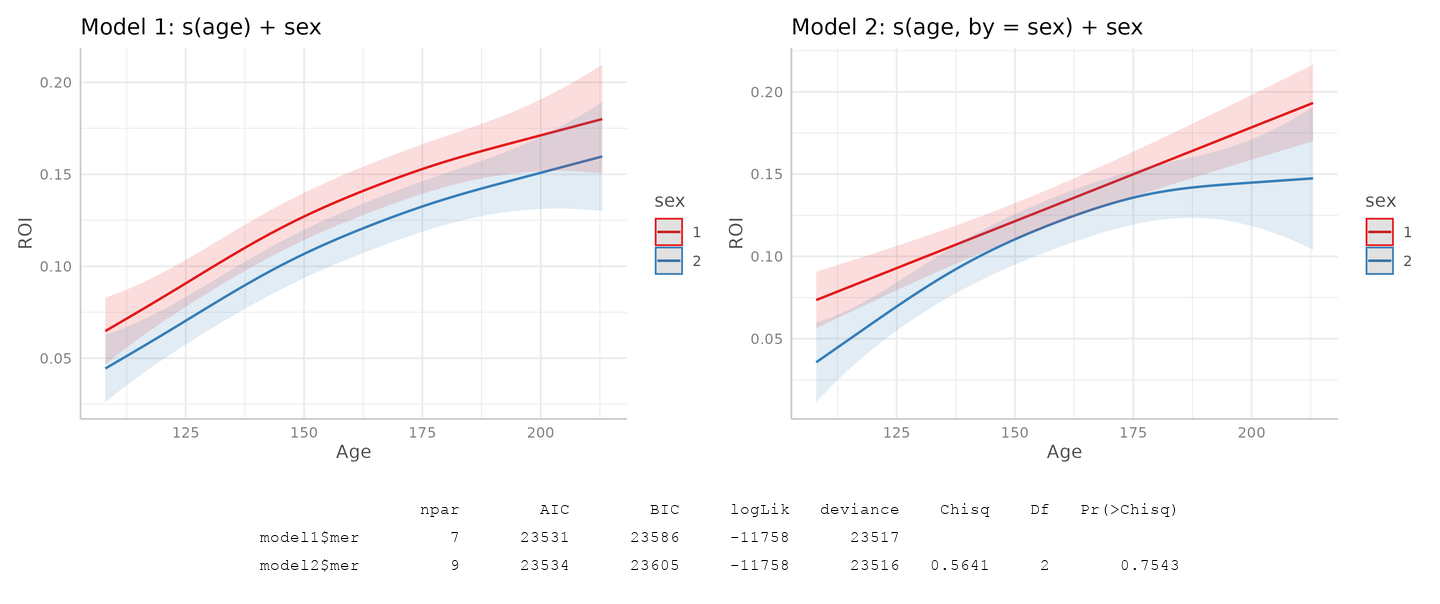 Model 1: s(age) + sex
0.20
0.15
0.10
0.05
ROI
125 150 175 200
Age
sex
1
2
Model 2: s(age, by = sex) + sex
0.20
0.15
0.10
0.05
ROI
125 150 175 200
Age
sex
1
2
npar AIC BIC logLik deviance Chisq Df Pr(>Chisq)
model1$mer 7 23531 23586 -11758 23517
model2$mer 9 23534 23605 -11758 23516 0.5641 2 0.7543